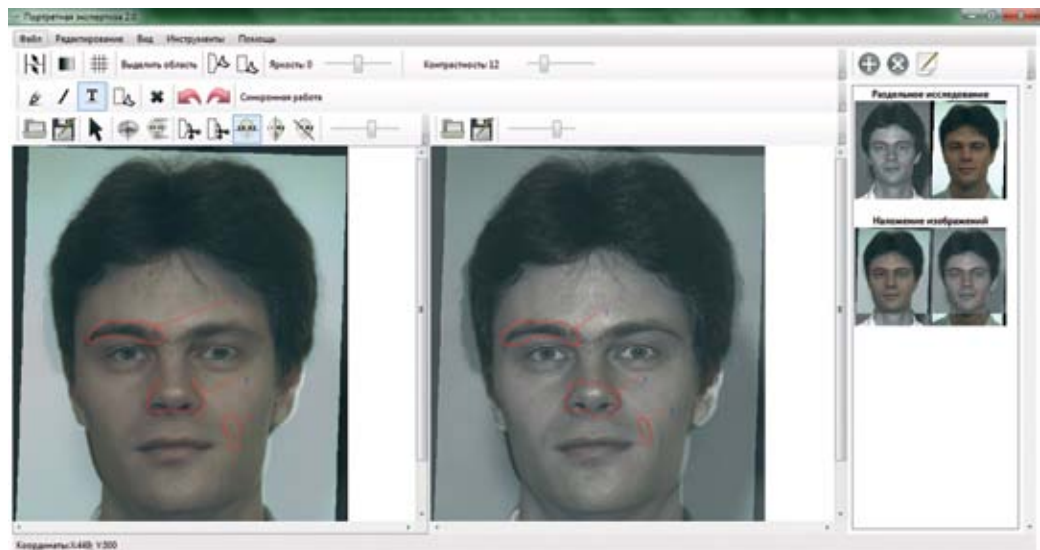 Портретная экспертиза 2.0
Файл Редактирование Вид Инструменты Помощь
Выделить область Яркость: 0 Контрастность: 12
T Синхронная работа
Раздельное исследование
Наложение изображений
Координаты:X:449; Y:300